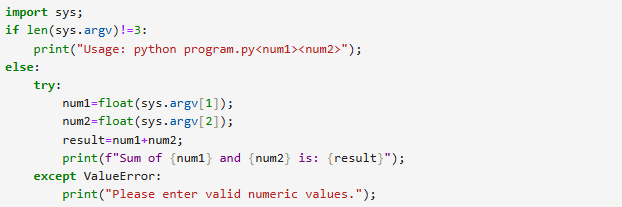 import sys;
if len(sys.argv)!=3:
    print("Usage: python program.py<num1><num2>");
else:
    try:
        num1=float(sys.argv[1]);
        num2=float(sys.argv[2]);
        result=num1+num2;
        print(f"Sum of {num1} and {num2} is: {result}");
    except ValueError:
        print("Please enter valid numeric values.");